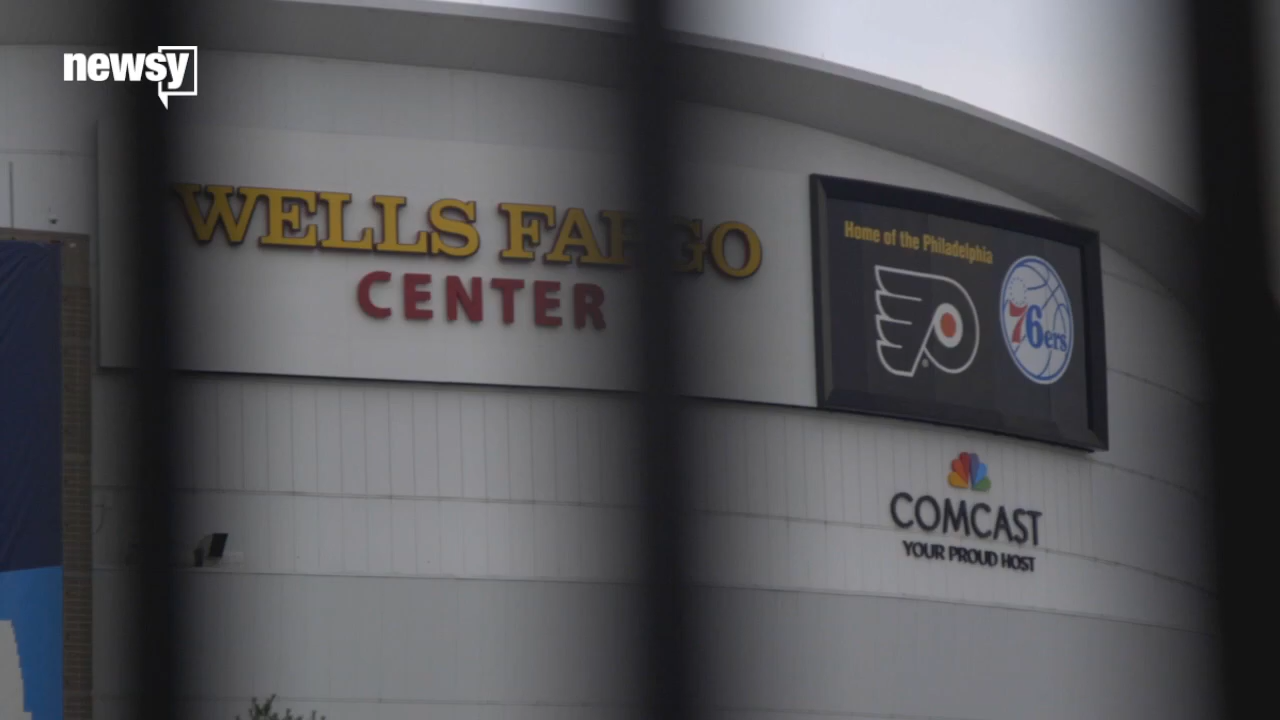 newsy
WELLS FARGO
CENTER
Home of the Philadelphia
76ers
COMCAST
YOUR PROUD HOST